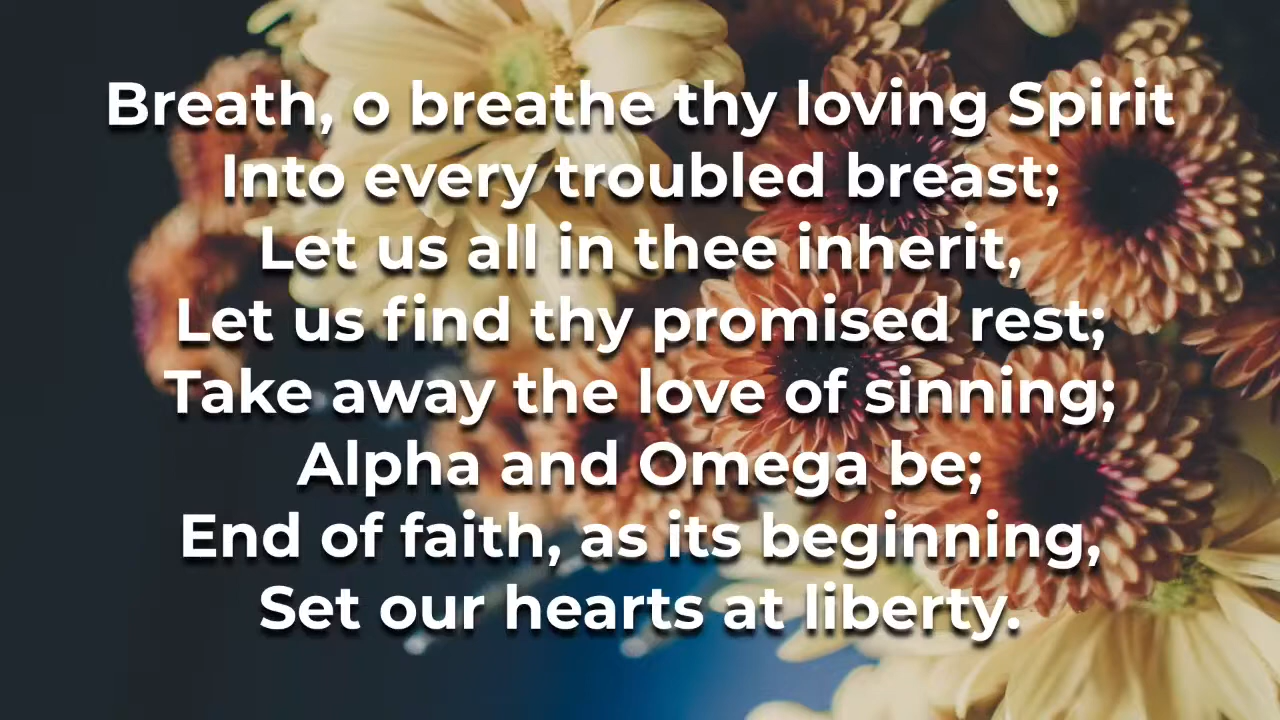 Breath, o breathe thy loving Spirit
Into every troubled breast;
Let us all in thee inherit,
Let us find thy promised rest;
Take away the love of sinning;
Alpha and Omega be;
End of faith, as its beginning,
Set our hearts at liberty.